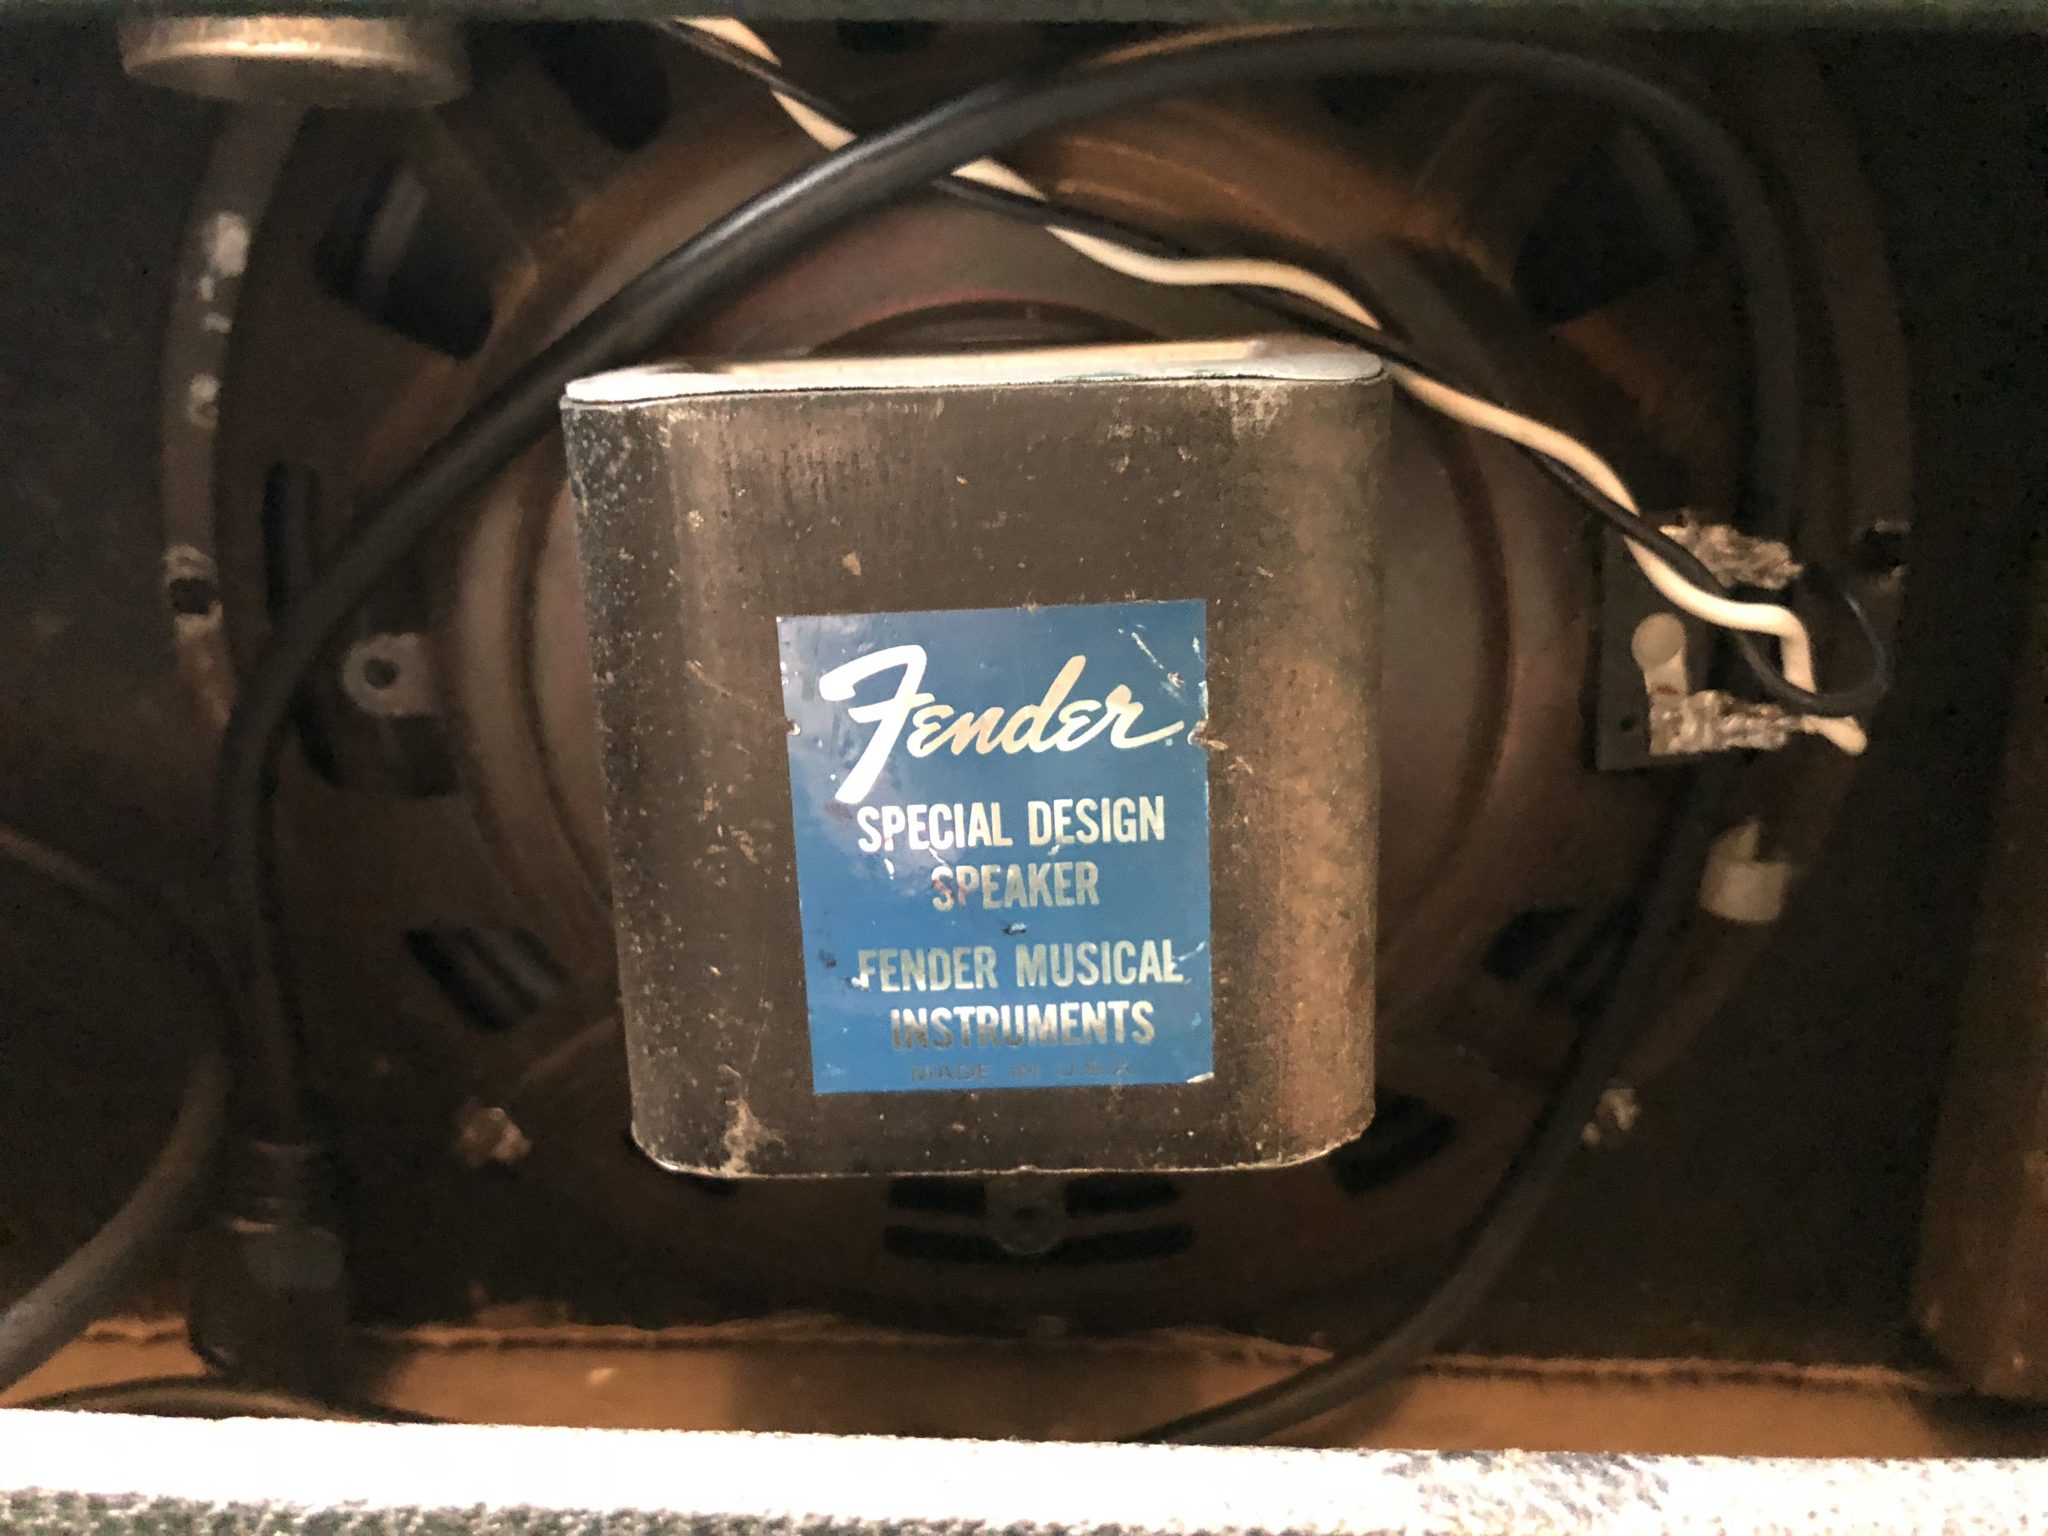 Fender
SPECIAL DESIGN
SPEAKER
FENDER MUSICAL
INSTRUMENTS
MADE IN U.S.A.